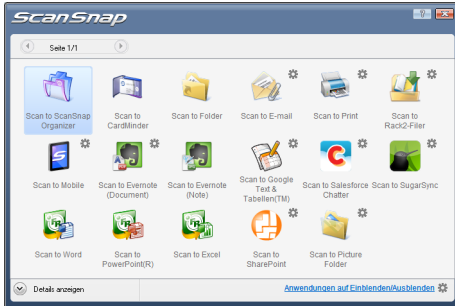 ScanSnap
Seite 1/1
Scan to ScanSnap
Organizer
Scan to
CardMinder
Scan to Folder
Scan to E-mail
Scan to Print
Scan to
Rack2-Filer
Scan to Mobile
Scan to Evernote
(Document)
Scan to Evernote
(Note)
Scan to Google
Text &
Tabellen(TM)
Scan to Salesforce
Chatter
Scan to SugarSync
Scan to Word
Scan to
PowerPoint(R)
Scan to Excel
Scan to
SharePoint
Scan to Picture
Folder
Details anzeigen
Anwendungen auf Einblenden/Ausblenden